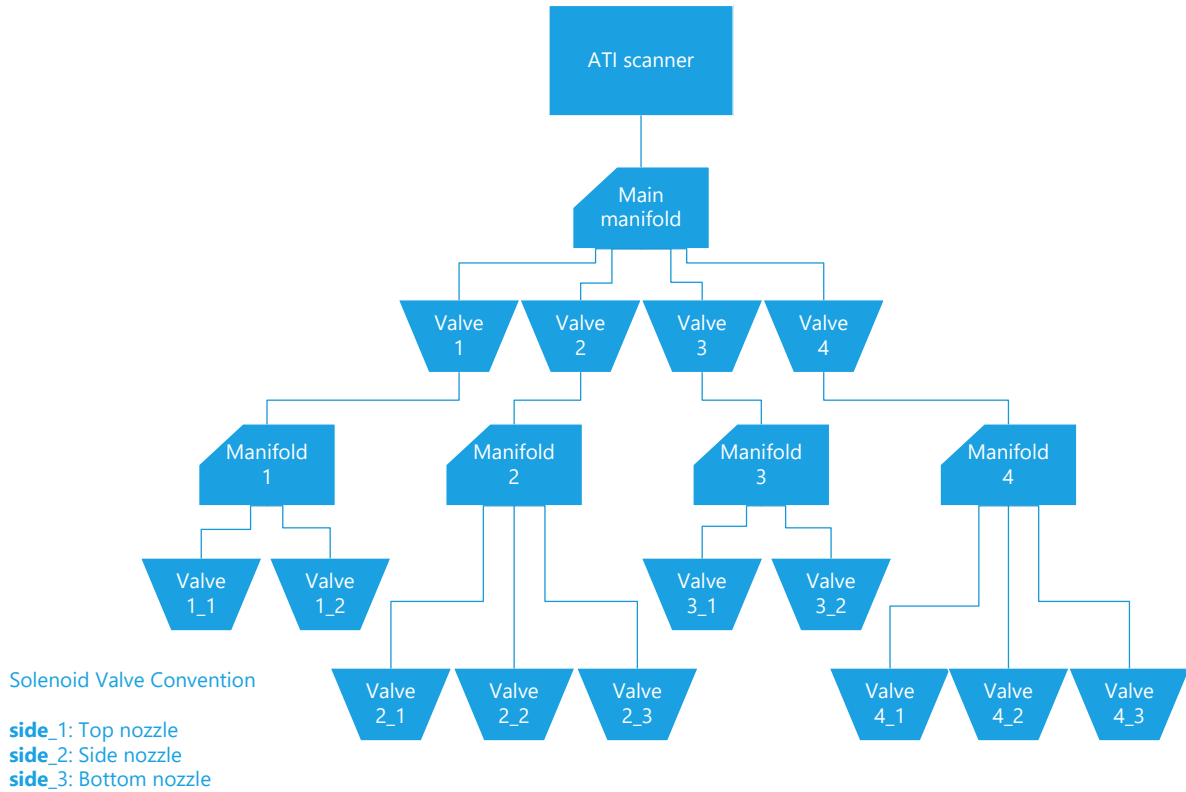 ATI scanner
Main
manifold
Valve
1
Valve
2
Valve
3
Valve
4
Manifold
1
Manifold
2
Manifold
3
Manifold
4
Valve
1_1
Valve
1_2
Valve
3_1
Valve
3_2
Valve
2_1
Valve
2_2
Valve
2_3
Valve
4_1
Valve
4_2
Valve
4_3
Solenoid Valve Convention
side_1: Top nozzle
side_2: Side nozzle
side_3: Bottom nozzle